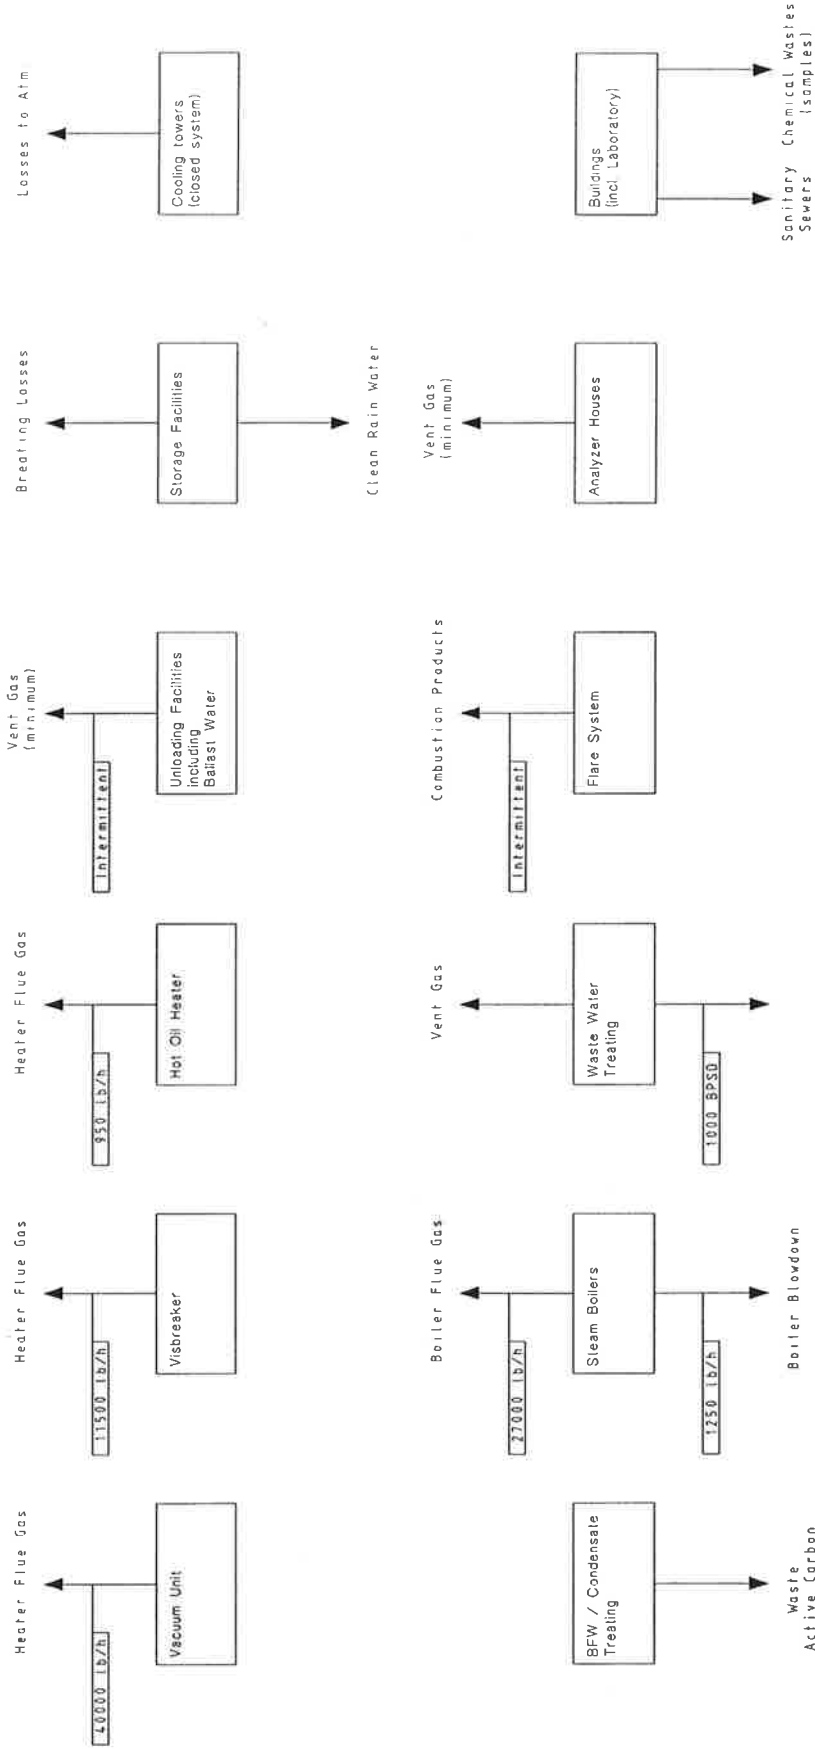 Heater Flue Gas
40000 lb/h
Vacuum Unit
Heater Flue Gas
11500 lb/h
Visbreaker
Heater Flue Gas
950 lb/h
Hot Oil Heater
Vent Gas
(minimum)
Intermittent
Unloading Facilities
including
Ballast Water
Breating Losses
Storage Facilities
Clean Rain Water
Losses to Atm
Cooling towers
(closed system)
BFW / Condensate
Treating
Waste
Active Carbon
Boiler Flue Gas
27000 lb/h
Steam Boilers
1250 lb/h
Boiler Blowdown
Vent Gas
Waste Water
Treating
1000 BPSD
Combustion Products
Intermittent
Flare System
Vent Gas
(minimum)
Analyzer Houses
Buildings
(incl. Laboratory)
Sanitary
Sewers
Chemical Wastes
(samples)